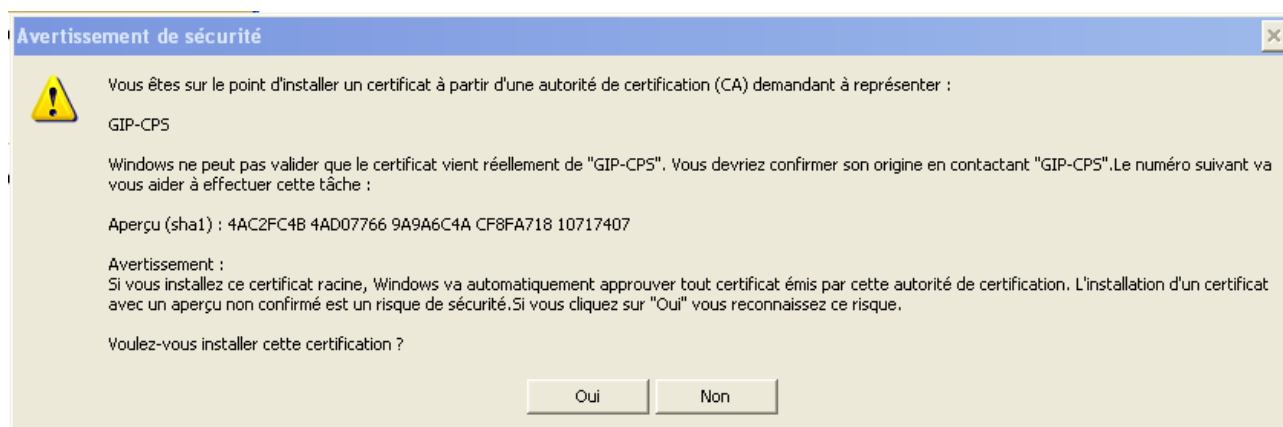 Avertissement de sécurité
Vous êtes sur le point d'installer un certificat à partir d'une autorité de certification (CA) demandant à représenter :
GIP-CPS
Windows ne peut pas valider que le certificat vient réellement de "GIP-CPS". Vous devriez confirmer son origine en contactant "GIP-CPS".Le numéro suivant va
vous aider à effectuer cette tâche :
Aperçu (sha1) : 4AC2FC4B 4AD07766 9A9A6C4A CF8FA718 10717407
Avertissement :
Si vous installez ce certificat racine, Windows va automatiquement approuver tout certificat émis par cette autorité de certification. L'installation d'un certificat
avec un aperçu non confirmé est un risque de sécurité.Si vous cliquez sur "Oui" vous reconnaissez ce risque.
Voulez-vous installer cette certification ?
Oui
Non